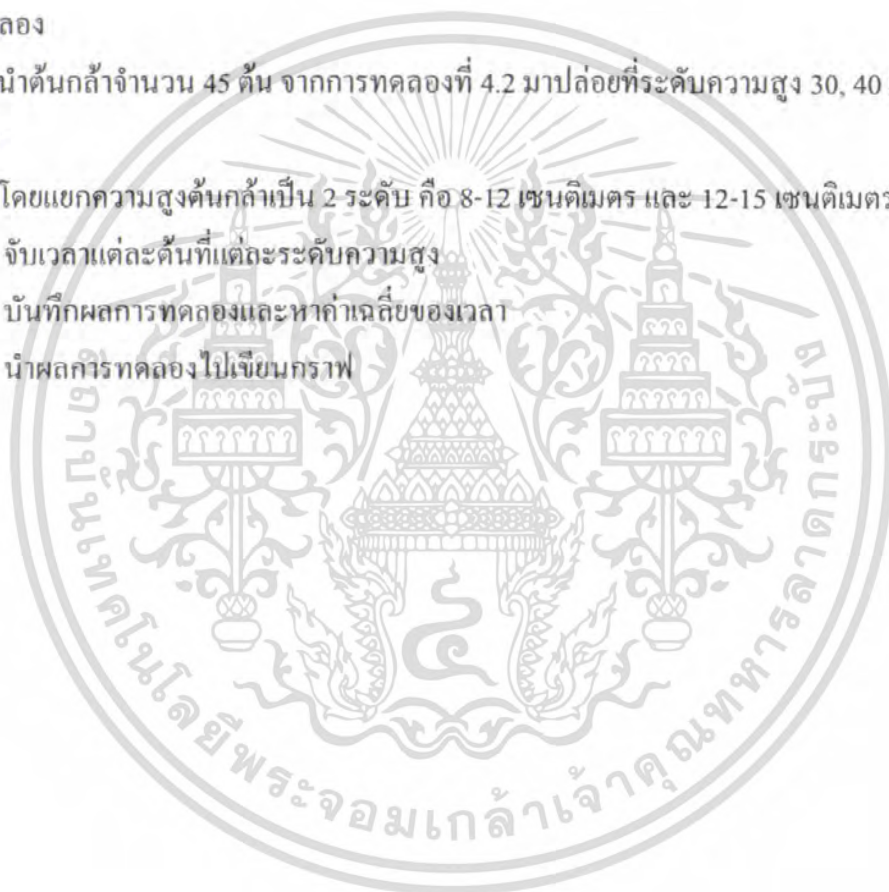 ลอง
นำต้นกล้าจำนวน 45 ต้น จากการทดลองที่ 4.2 มาปล่อยที่ระดับความสูง 30, 40
โดยแยกความสูงต้นกล้าเป็น 2 ระดับ คือ 8-12 เซนติเมตร และ 12-15 เซนติเมตร
จับเวลาแต่ละต้นที่แต่ละระดับความสูง
บันทึกผลการทดลองและหาค่าเฉลี่ยของเวลา
นำผลการทดลองไปเขียนกราฟ
สถาบันเทคโนโลยีพระจอมเกล้าเจ้าคุณทหารลาดกระบัง